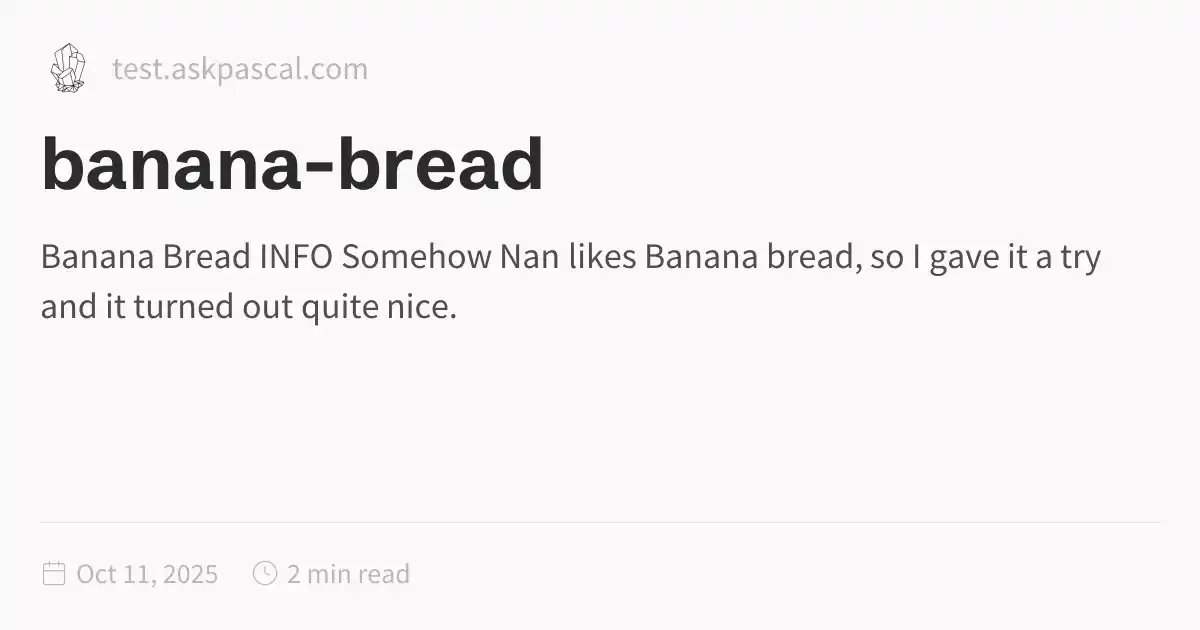 test.askpascal.com
banana-bread
Banana Bread INFO Somehow Nan likes Banana bread, so I gave it a try
and it turned out quite nice.
Oct 11, 2025 2 min read